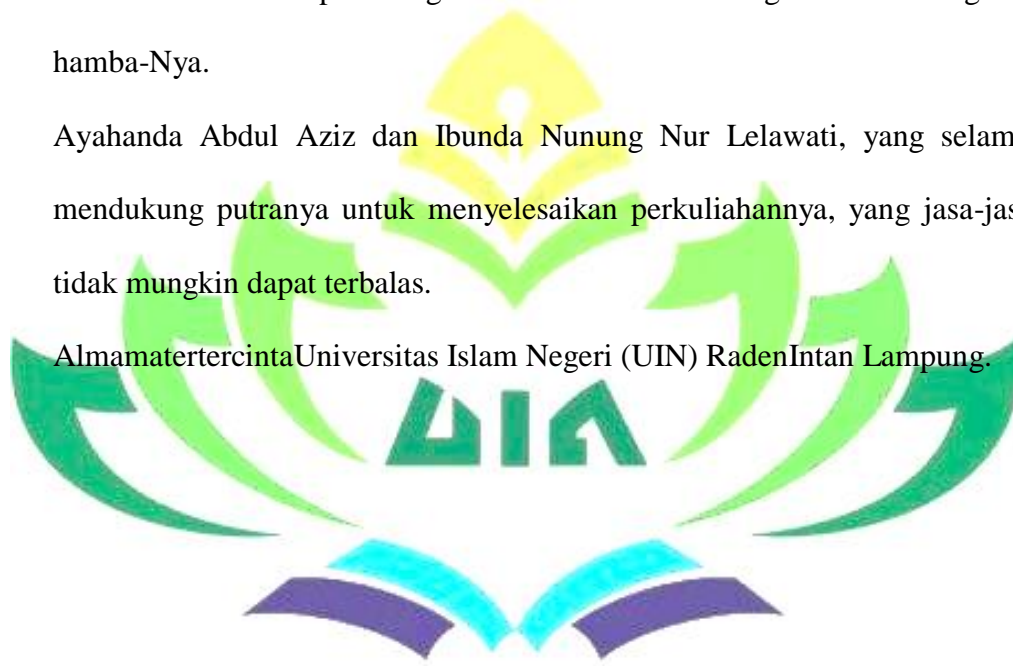 hamba-Nya.
Ayahanda Abdul Aziz dan Ibunda Nunung Nur Lelawati, yang selam
mendukung putranya untuk menyelesaikan perkuliahannya, yang jasa-jas
tidak mungkin dapat terbalas.
AlmamatertercintaUniversitas Islam Negeri (UIN) RadenIntan Lampung.
UIN